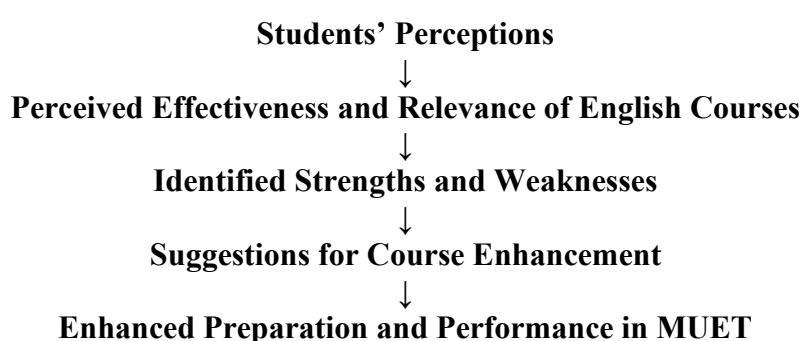 Students’ Perceptions
↓
Perceived Effectiveness and Relevance of English Courses
↓
Identified Strengths and Weaknesses
↓
Suggestions for Course Enhancement
↓
Enhanced Preparation and Performance in MUET